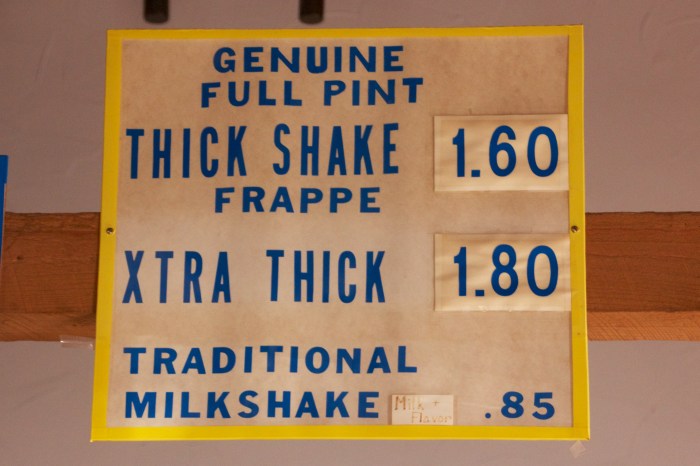 GENUINE
FULL PINT
THICK SHAKE 1.60
FRAPPE
XTRA THICK 1.80
TRADITIONAL
MILKSHAKE Milk + .85
Flavor